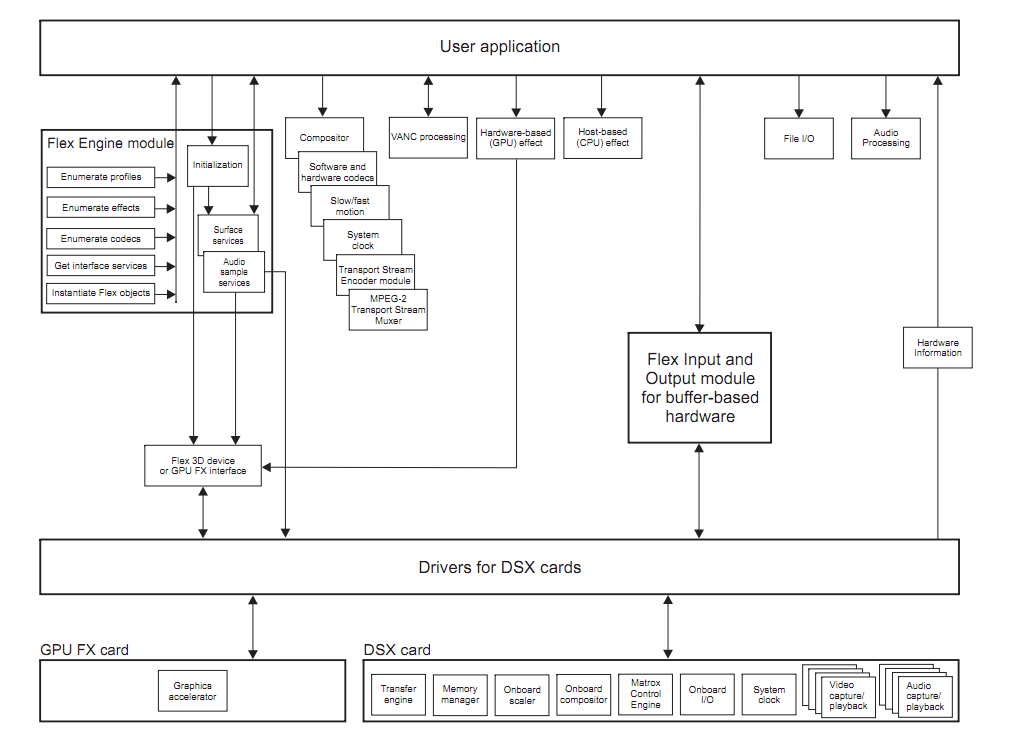 User application
Flex Engine module
Enumerate profiles
Enumerate effects
Enumerate codecs
Get interface services
Instantiate Flex objects
Initialization
Surface
services
Audio
sample
services
Compositor
Software and
hardware codecs
Slow/fast
motion
System
clock
Transport Stream
Encoder module
MPEG-2
Transport Stream
Muxer
VANC processing
Hardware-based
(GPU) effect
Host-based
(CPU) effect
File I/O
Audio
Processing
Flex Input and
Output module
for buffer-based
hardware
Hardware
Information
Flex 3D device
or GPU FX interface
Drivers for DSX cards
GPU FX card
Graphics
accelerator
DSX card
Transfer
engine
Memory
manager
Onboard
scaler
Onboard
compositor
Matrox
Control
Engine
Onboard
I/O
System
clock
Video
capture/
playback
Audio
capture/
playback